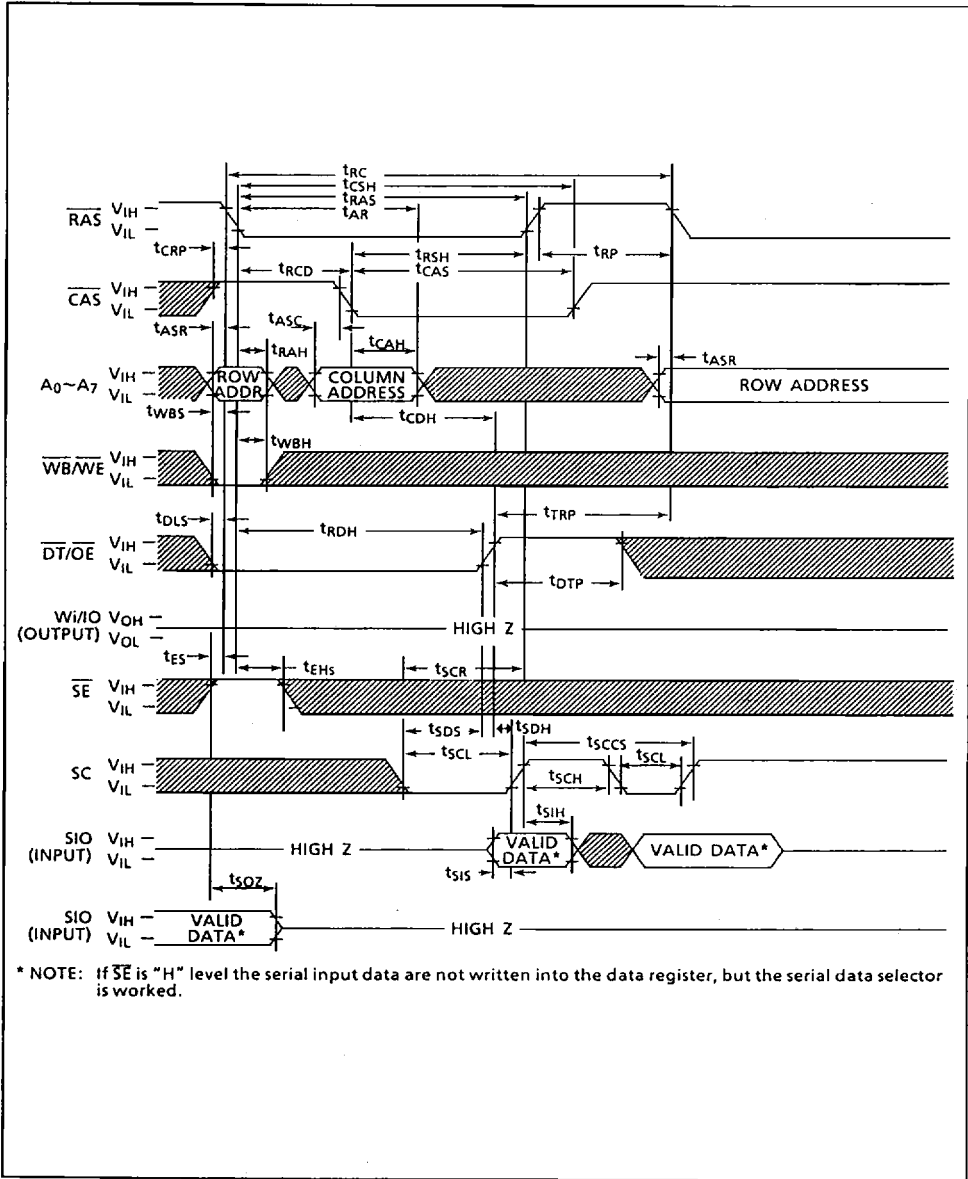 tRC
tCSH
tRAS
tAR
RAS VIH
VIL
tCRP
tRSH
tRP
tRCD
tCAS
CAS VIH
VIL
tASR
tASC
tRAH
tCAH
tASR
A0~A7 VIH
VIL
ROW ADDR
COLUMN ADDRESS
ROW ADDRESS
tWBS
tCDH
tWBH
WB/WE VIH
VIL
tDLS
tRDH
tTRP
DT/OE VIH
VIL
tDTP
Wi/IO VOH
(OUTPUT) VOL
HIGH Z
tES
tEHS
tSCR
SE VIH
VIL
tSDS
tSDH
tSCL
tSCCS
SC VIH
VIL
tSCH
tSCL
tSIH
SIO VIH
(INPUT) VIL
HIGH Z
VALID DATA*
VALID DATA*
tSIS
tSOZ
SIO VIH
(INPUT) VIL
VALID DATA*
HIGH Z
* NOTE: If SE is "H" level the serial input data are not written into the data register, but the serial data selector
is worked.